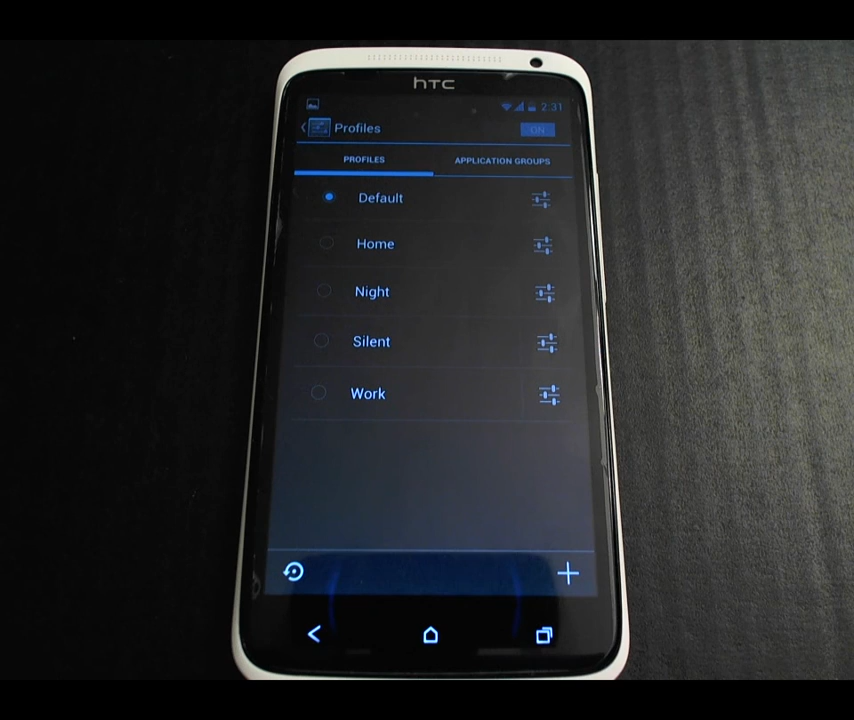 hTC
2:31
Profiles
ON
PROFILES
APPLICATION GROUPS
Default
Home
Night
Silent
Work